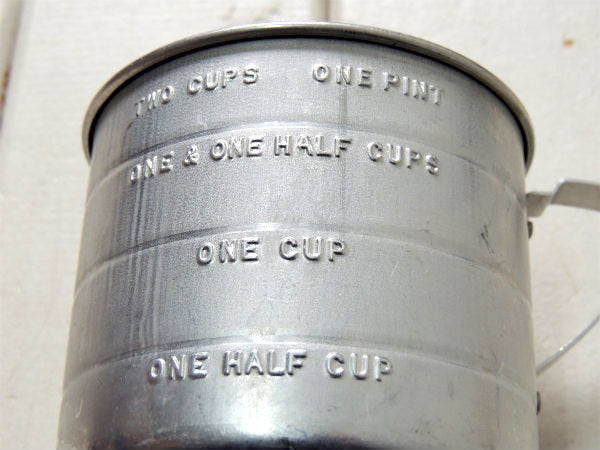 TWO CUPS ONE PINT
ONE & ONE HALF CUPS
ONE CUP
ONE HALF CUP